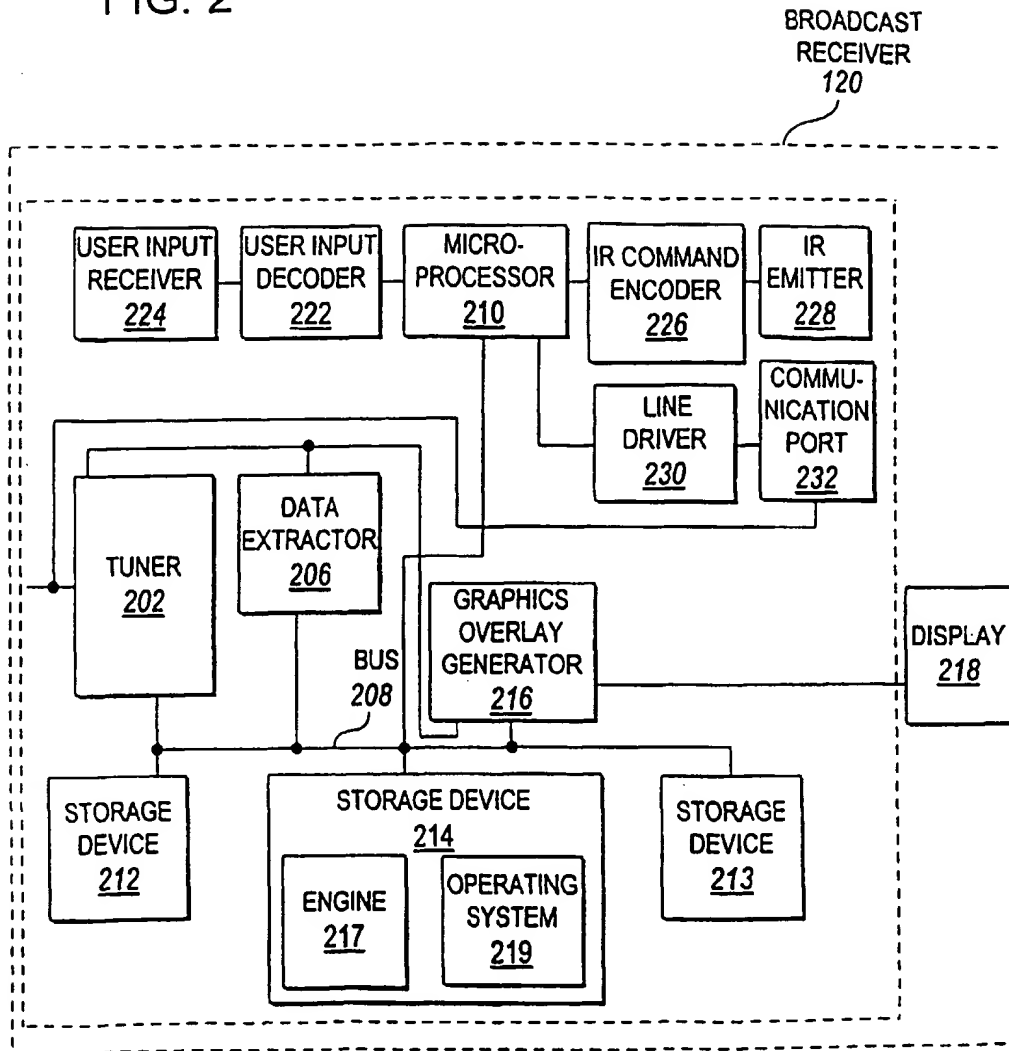 FIG. 2
BROADCAST
RECEIVER
120
USER INPUT
RECEIVER
224
USER INPUT
DECODER
222
MICRO-
PROCESSOR
210
IR COMMAND
ENCODER
226
IR
EMITTER
228
LINE
DRIVER
230
COMMU-
NICATION
PORT
232
TUNER
202
DATA
EXTRACTOR
206
GRAPHICS
OVERLAY
GENERATOR
216
DISPLAY
218
BUS
208
STORAGE
DEVICE
212
STORAGE DEVICE
214
ENGINE
217
OPERATING
SYSTEM
219
STORAGE
DEVICE
213